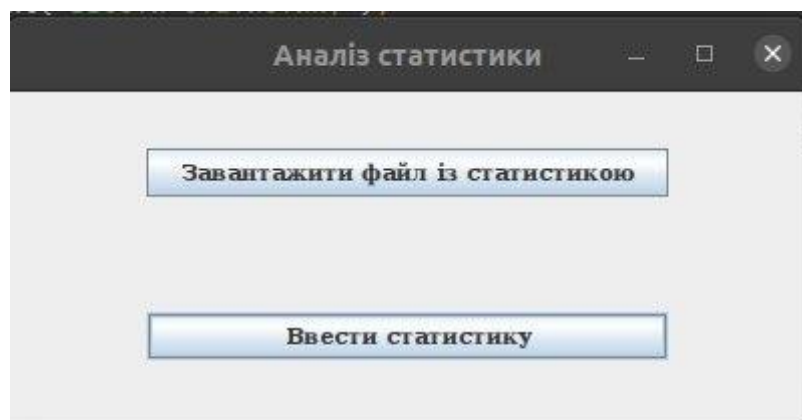 Аналіз статистики
Завантажити файл із статистикою
Ввести статистику